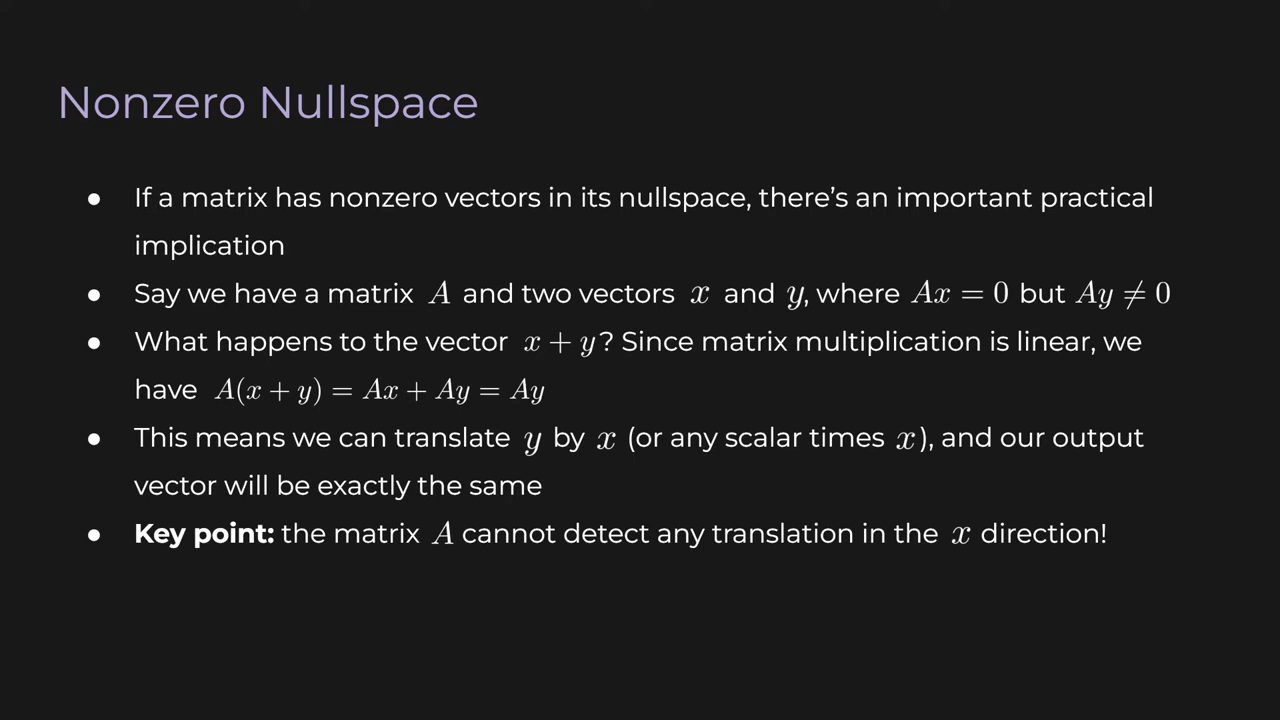 Nonzero Nullspace
● If a matrix has nonzero vectors in its nullspace, there’s an important practical
implication
● Say we have a matrix A and two vectors x and y, where Ax = 0 but Ay ≠ 0
● What happens to the vector x + y? Since matrix multiplication is linear, we
have A(x + y) = Ax + Ay = Ay
● This means we can translate y by x (or any scalar times x), and our output
vector will be exactly the same
● Key point: the matrix A cannot detect any translation in the x direction!